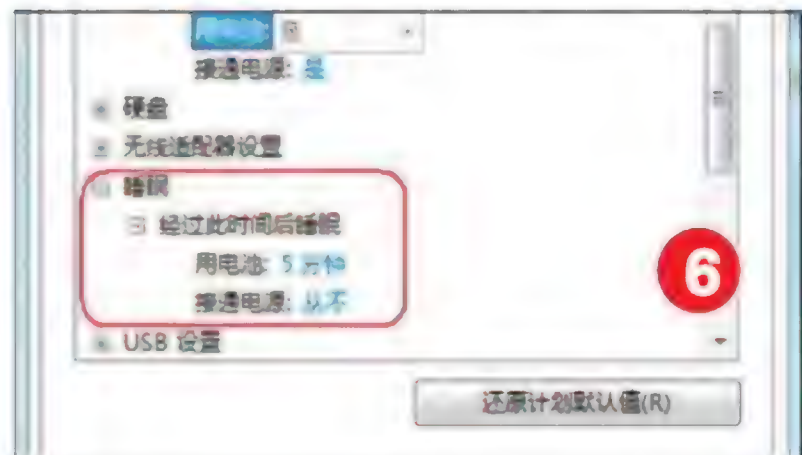 是
接通电源: 是
硬盘
无线适配器设置
睡眠
经过此时间后睡眠
用电池: 5 分钟
接通电源: 从不
6
USB 设置
还原计划默认值(R)